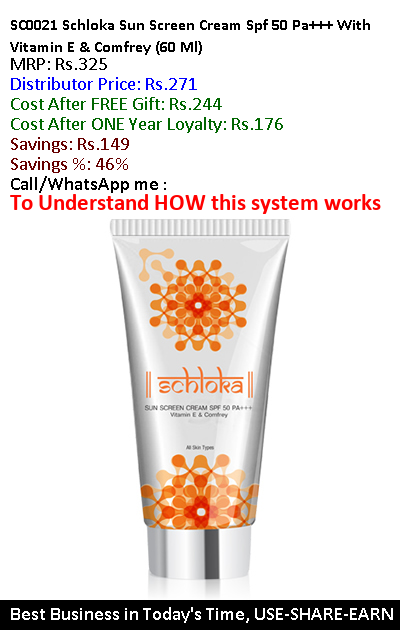 SC0021 Schloka Sun Screen Cream Spf 50 Pa+++ With
Vitamin E & Comfrey (60 Ml)
MRP: Rs.325
Distributor Price: Rs.271
Cost After FREE Gift: Rs.244
Cost After ONE Year Loyalty: Rs.176
Savings: Rs.149
Savings %: 46%
Call/WhatsApp me :
To Understand HOW this system works
|| schloka ||
SUN SCREEN CREAM SPF 50 PA+++
Vitamin E & Comfrey
All Skin Types
Best Business in Today's Time, USE-SHARE-EARN